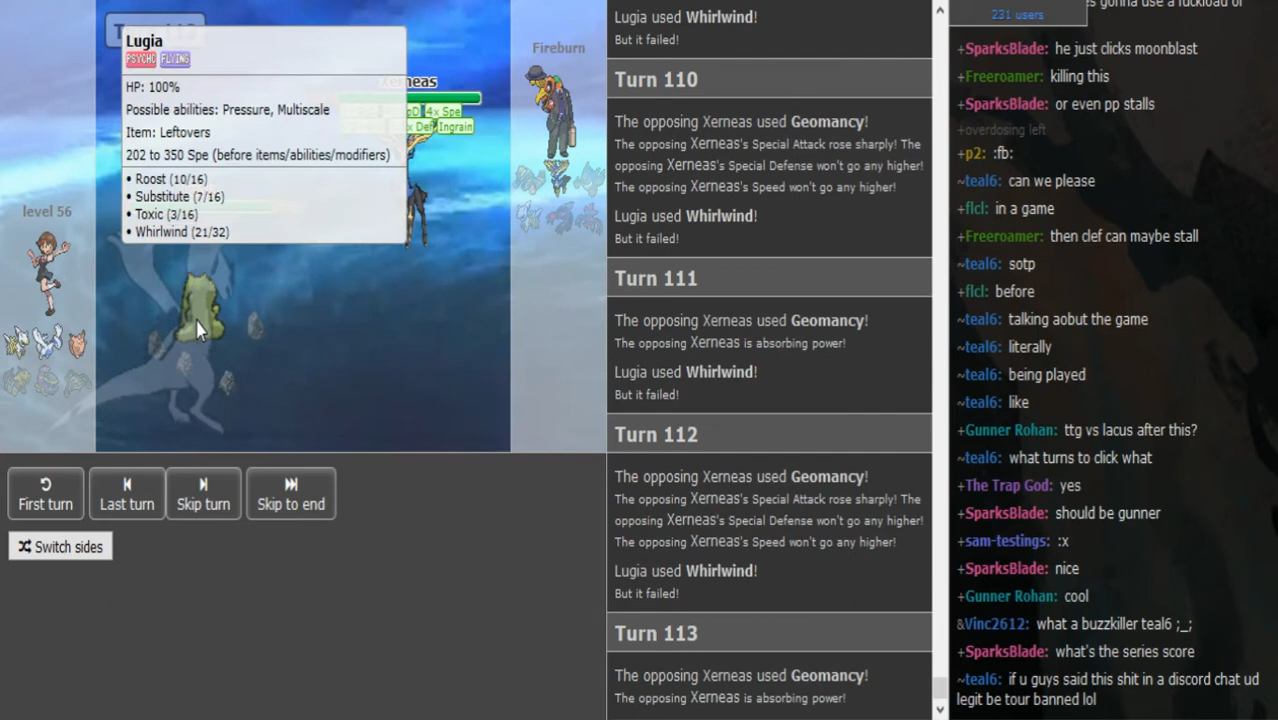 Lugia
PSYCHC FLYING
HP: 100%
Possible abilities: Pressure, Multiscale
Item: Leftovers
202 to 350 Spe (before items/abilities/modifiers)
• Roost (10/16)
• Substitute (7/16)
• Toxic (3/16)
• Whirlwind (21/32)
level 56
4x Spe
Ingrain
Fireburn
First turn
Last turn
Skip turn
Skip to end
Switch sides
Lugia used Whirlwind!
But it failed!
Turn 110
The opposing Xerneas used Geomancy!
The opposing Xerneas's Special Attack rose sharply! The
opposing Xerneas's Special Defense won't go any higher!
The opposing Xerneas's Speed won't go any higher!
Lugia used Whirlwind!
But it failed!
Turn 111
The opposing Xerneas used Geomancy!
The opposing Xerneas is absorbing power!
Lugia used Whirlwind!
But it failed!
Turn 112
The opposing Xerneas used Geomancy!
The opposing Xerneas's Special Attack rose sharply! The
opposing Xerneas's Special Defense won't go any higher!
The opposing Xerneas's Speed won't go any higher!
Lugia used Whirlwind!
But it failed!
Turn 113
The opposing Xerneas used Geomancy!
The opposing Xerneas is absorbing power!
231 users
+SparksBlade: he just clicks moonblast
+Freeroamer: killing this
+SparksBlade: or even pp stalls
+overdosing left
+p2: :fb:
~teal6: can we please
+flcl: in a game
+Freeroamer: then clef can maybe stall
~teal6: sotp
+flcl: before
~teal6: talking aobut the game
~teal6: literally
~teal6: being played
~teal6: like
+Gunner Rohan: ttg vs lacus after this?
~teal6: what turns to click what
+The Trap God: yes
+SparksBlade: should be gunner
+sam-testings: :x
+SparksBlade: nice
+Gunner Rohan: cool
&Vinc2612: what a buzzkiller teal6 ;_;
+SparksBlade: what's the series score
~teal6: if u guys said this shit in a discord chat ud
legit be tour banned lol